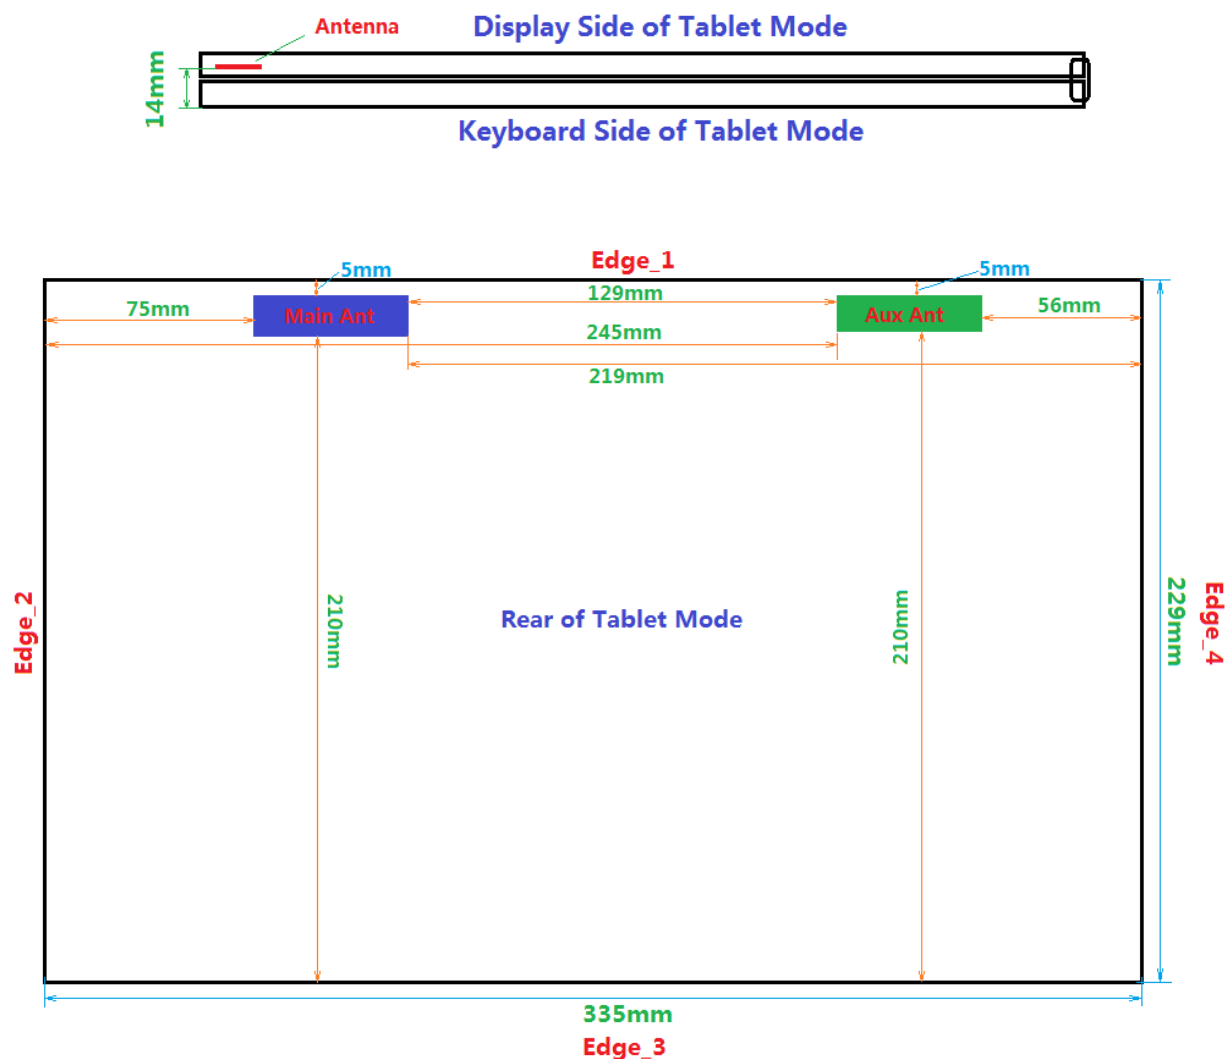 Antenna
Display Side of Tablet Mode
14mm
Keyboard Side of Tablet Mode
Edge_1
5mm
5mm
75mm
Main Ant
129mm
Aux Ant
56mm
245mm
219mm
Edge_2
210mm
Rear of Tablet Mode
210mm
229mm
Edge_4
335mm
Edge_3